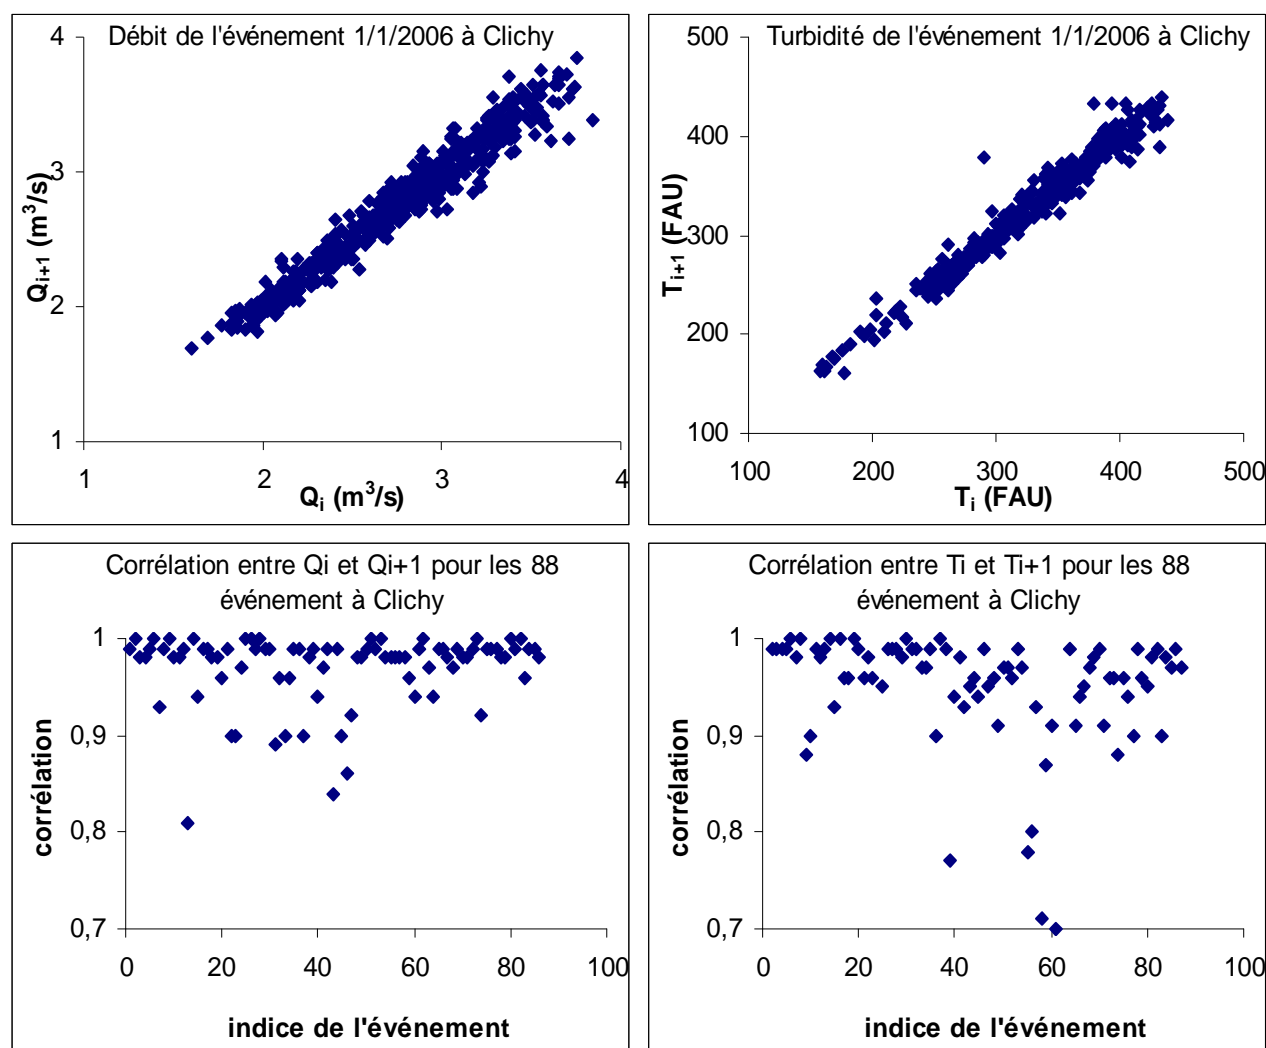 Débit de l'événement 1/1/2006 à Clichy
4
3
2
1
Qi+1 (m³/s)
1
2
3
4
Qi (m³/s)
Turbidité de l'événement 1/1/2006 à Clichy
500
400
300
200
100
Ti+1 (FAU)
100
200
300
400
500
Ti (FAU)
Corrélation entre Qi et Qi+1 pour les 88
événement à Clichy
1
0,9
0,8
0,7
corrélation
0
20
40
60
80
100
indice de l'événement
Corrélation entre Ti et Ti+1 pour les 88
événement à Clichy
1
0,9
0,8
0,7
corrélation
0
20
40
60
80
100
indice de l'événement